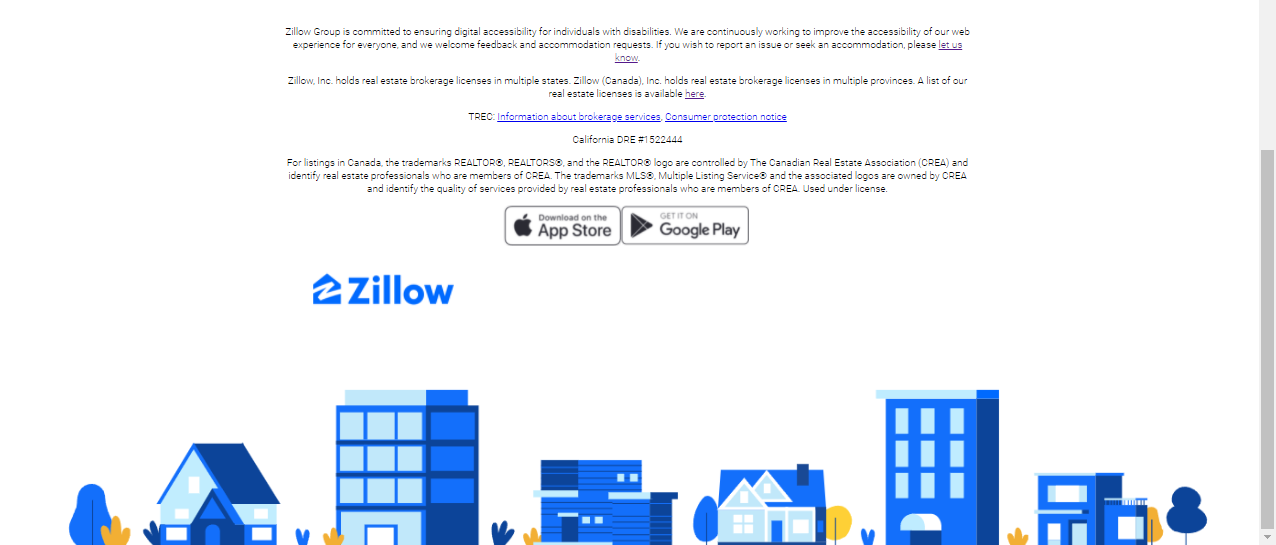 Zillow Group is committed to ensuring digital accessibility for individuals with disabilities. We are continuously working to improve the accessibility of our web
experience for everyone, and we welcome feedback and accommodation requests. If you wish to report an issue or seek an accommodation, please let us
know.
Zillow, Inc. holds real estate brokerage licenses in multiple states. Zillow (Canada), Inc. holds real estate brokerage licenses in multiple provinces. A list of our
real estate licenses is available here.
TREC: Information about brokerage services, Consumer protection notice
California DRE #1522444
For listings in Canada, the trademarks REALTOR®, REALTORS®, and the REALTOR® logo are controlled by The Canadian Real Estate Association (CREA) and
identify real estate professionals who are members of CREA. The trademarks MLS®, Multiple Listing Service® and the associated logos are owned by CREA
and identify the quality of services provided by real estate professionals who are members of CREA. Used under license.
Download on the
App Store
GET IT ON
Google Play
Zillow